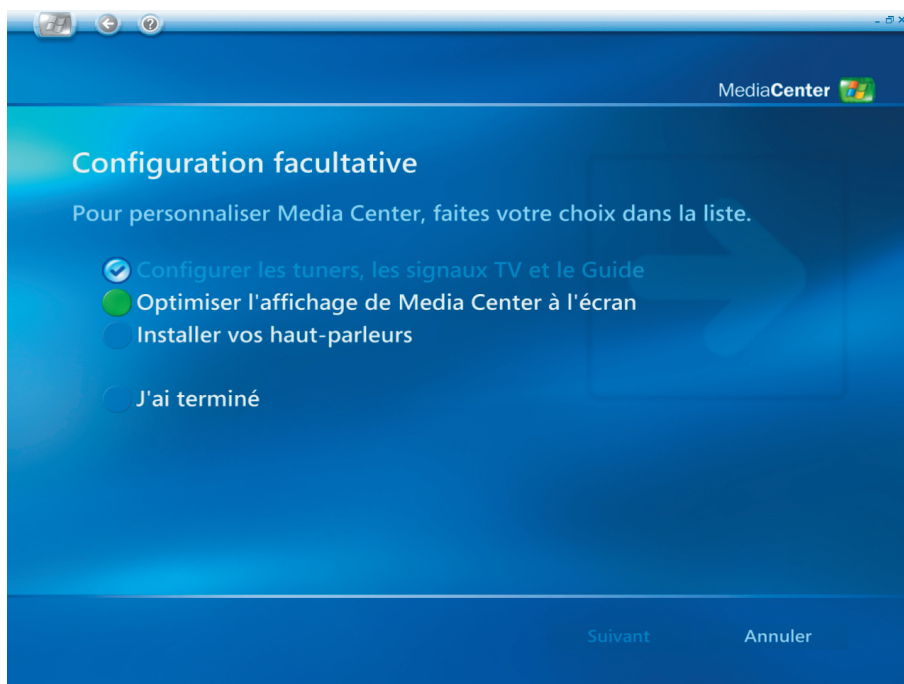 MediaCenter
Configuration facultative
Pour personnaliser Media Center, faites votre choix dans la liste.
Configurer les tuners, les signaux TV et le Guide
Optimiser l'affichage de Media Center à l'écran
Installer vos haut-parleurs
J'ai terminé
Suivant Annuler